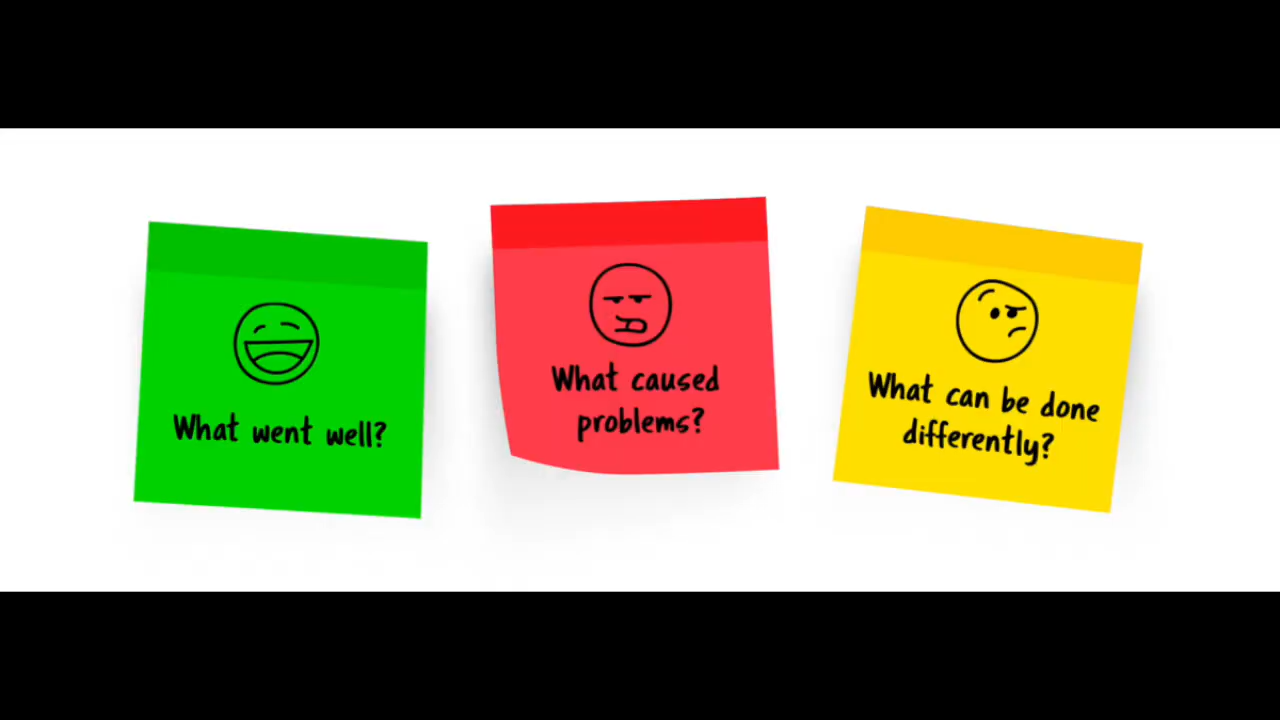 What went well?
What caused
problems?
What can be done
differently?